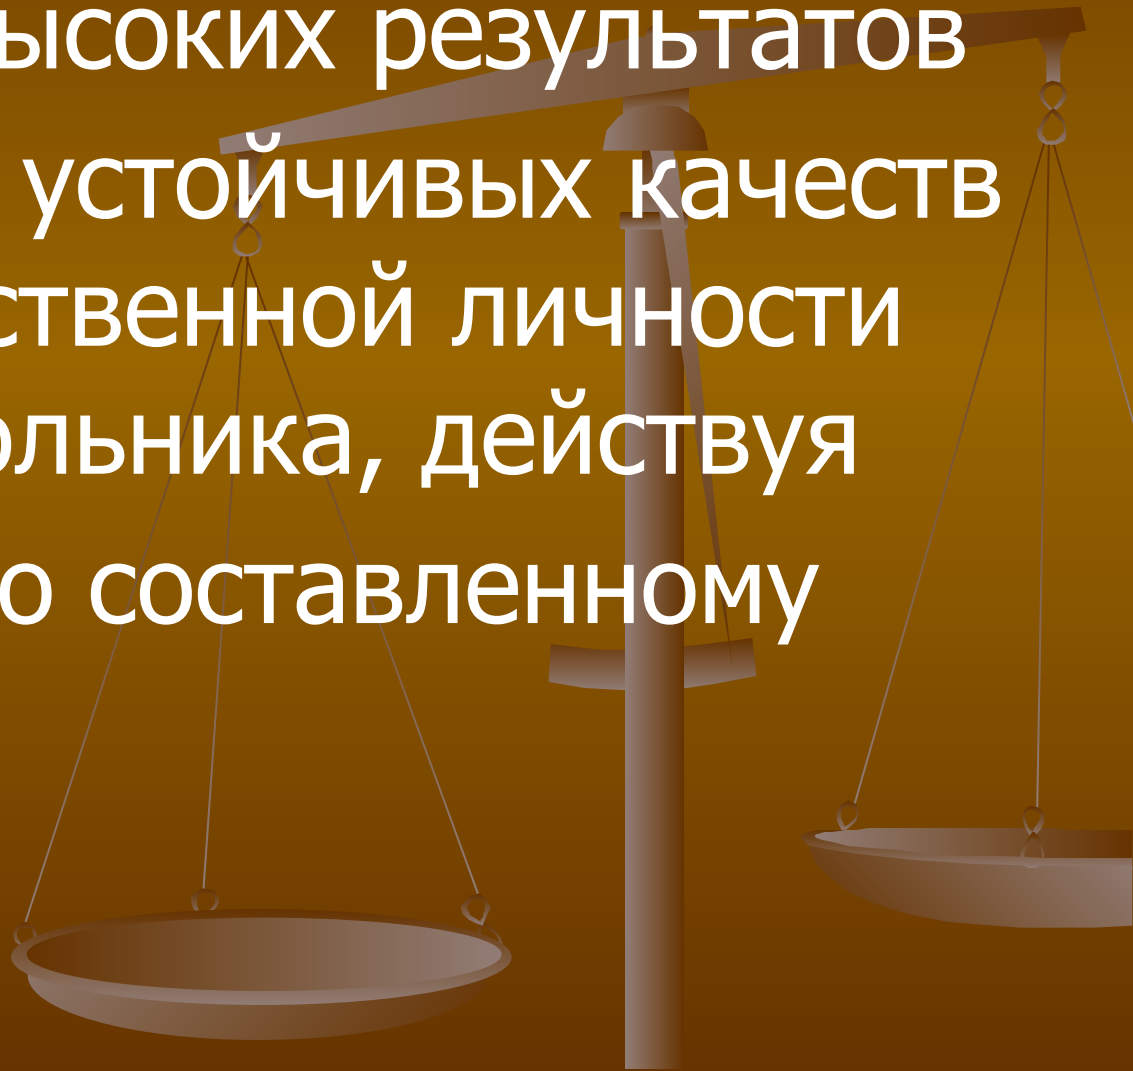 ысоких результатов
устойчивых качеств
ственной личности
ольника, действуя
о составленному